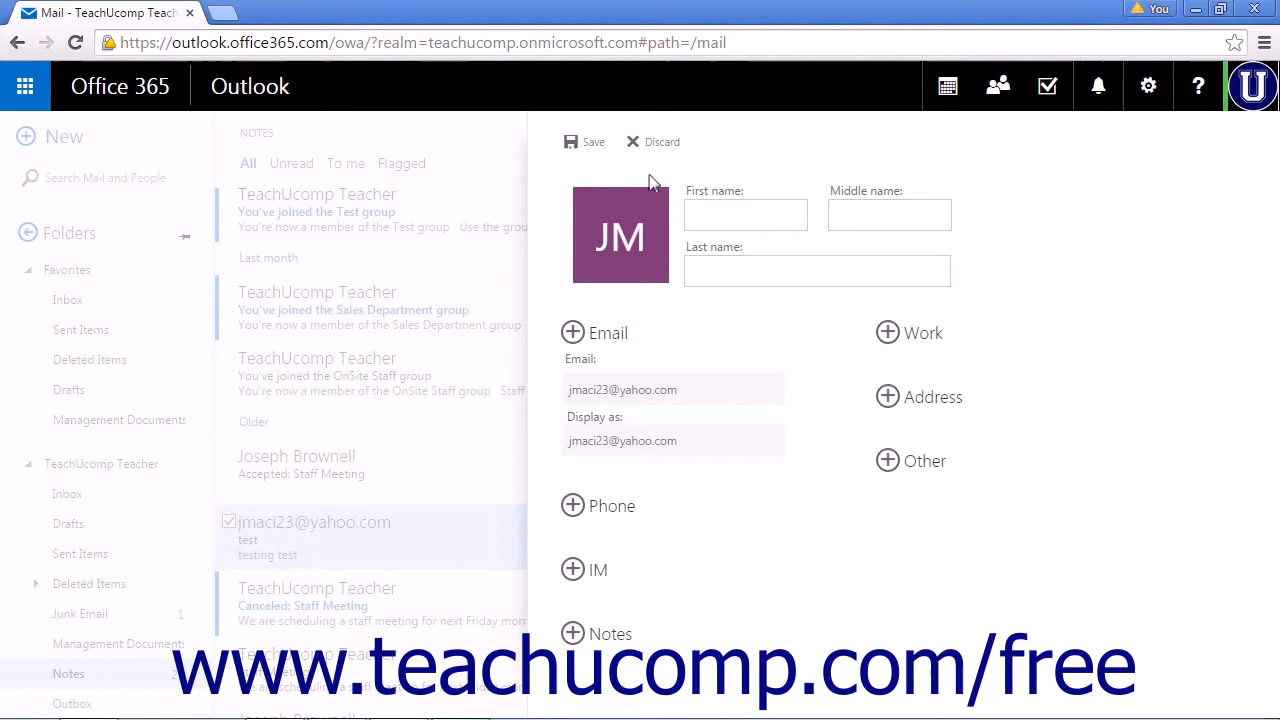 Mail - TeachUcomp Teach
You
https://outlook.office365.com/owa/?realm=teachucomp.onmicrosoft.com#path=/mail
Office 365
Outlook
?
U
New
Search Mail and People
Folders
Favorites
Inbox
Sent Items
Deleted Items
Drafts
Management Documents
TeachUcomp Teacher
Inbox
Drafts
Sent Items
Deleted Items
Junk Email 1
Management Documents
Notes
Outbox
NOTES
All Unread To me Flagged
TeachUcomp Teacher
You've joined the Test group
You're now a member of the Test group Use the grou
Last month
TeachUcomp Teacher
You've joined the Sales Department group
You're now a member of the Sales Department group
TeachUcomp Teacher
You've joined the OnSite Staff group
You're now a member of the OnSite Staff group Staff
Older
Joseph Brownell
Accepted: Staff Meeting
jmaci23@yahoo.com
test
testing test
TeachUcomp Teacher
Canceled: Staff Meeting
We are scheduling a staff meeting for next Friday morn
TeachUcomp Teacher
Joseph Brownell
Save Discard
JM
First name: Middle name:
Last name:
Email
Email:
jmaci23@yahoo.com
Display as:
jmaci23@yahoo.com
Phone
IM
Notes
Work
Address
Other
www.teachucomp.com/free